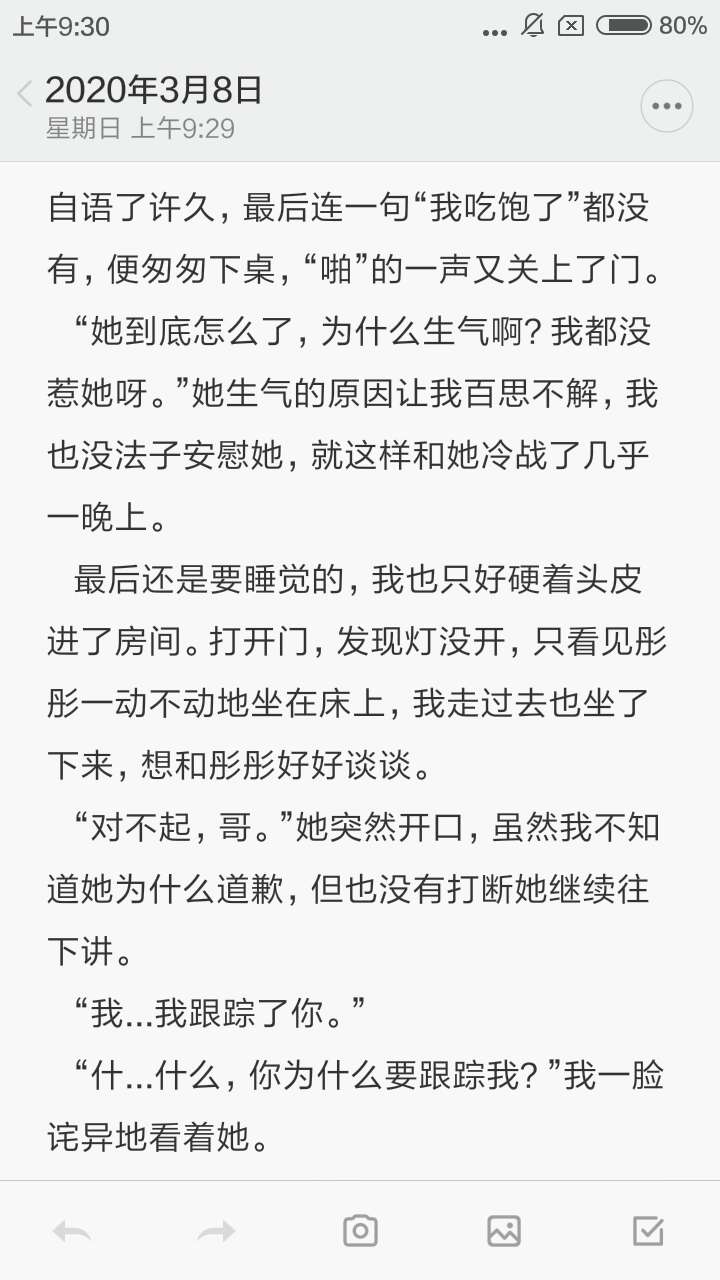 上午9:30
80%
2020年3月8日
星期日 上午9:29
自语了许久，最后连一句“我吃饱了”都没
有，便匆匆下桌，“啪”的一声又关上了门。
“她到底怎么了，为什么生气啊？我都没
惹她呀。”她生气的原因让我百思不解，我
也没法子安慰她，就这样和她冷战了几乎
一晚上。
最后还是要睡觉的，我也只好硬着头皮
进了房间。打开门，发现灯没开，只看见彤
彤一动不动地坐在床上，我走过去也坐了
下来，想和彤彤好好谈谈。
“对不起，哥。”她突然开口，虽然我不知
道她为什么道歉，但也没有打断她继续往
下讲。
“我...我跟踪了你。”
“什...什么，你为什么要跟踪我？”我一脸
诧异地看着她。